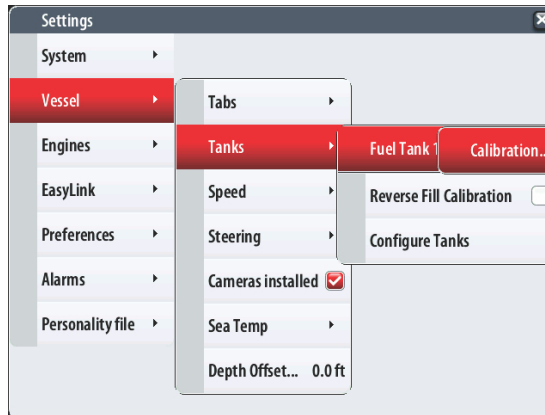 Settings
System
Vessel
Engines
EasyLink
Preferences
Alarms
Personality file
Tabs
Tanks
Speed
Steering
Cameras installed
Sea Temp
Depth Offset... 0.0 ft
Fuel Tank 1
Reverse Fill Calibration
Configure Tanks
Calibration..